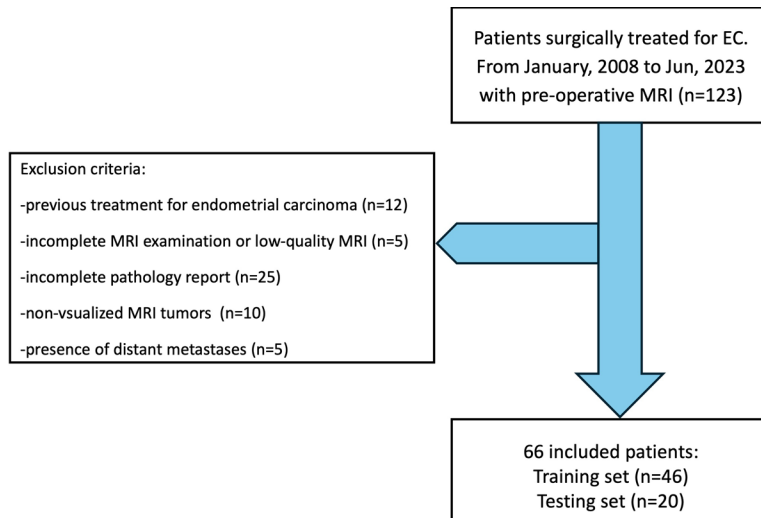 Patients surgically treated for EC.
From January, 2008 to Jun, 2023
with pre-operative MRI (n=123)
Exclusion criteria:
-previous treatment for endometrial carcinoma (n=12)
-incomplete MRI examination or low-quality MRI (n=5)
-incomplete pathology report (n=25)
-non-vsualized MRI tumors (n=10)
-presence of distant metastases (n=5)
66 included patients:
Training set (n=46)
Testing set (n=20)